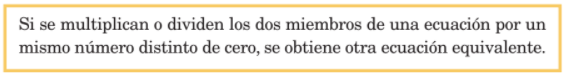 Si se multiplican o dividen los dos miembros de una ecuación por un
mismo número distinto de cero, se obtiene otra ecuación equivalente.